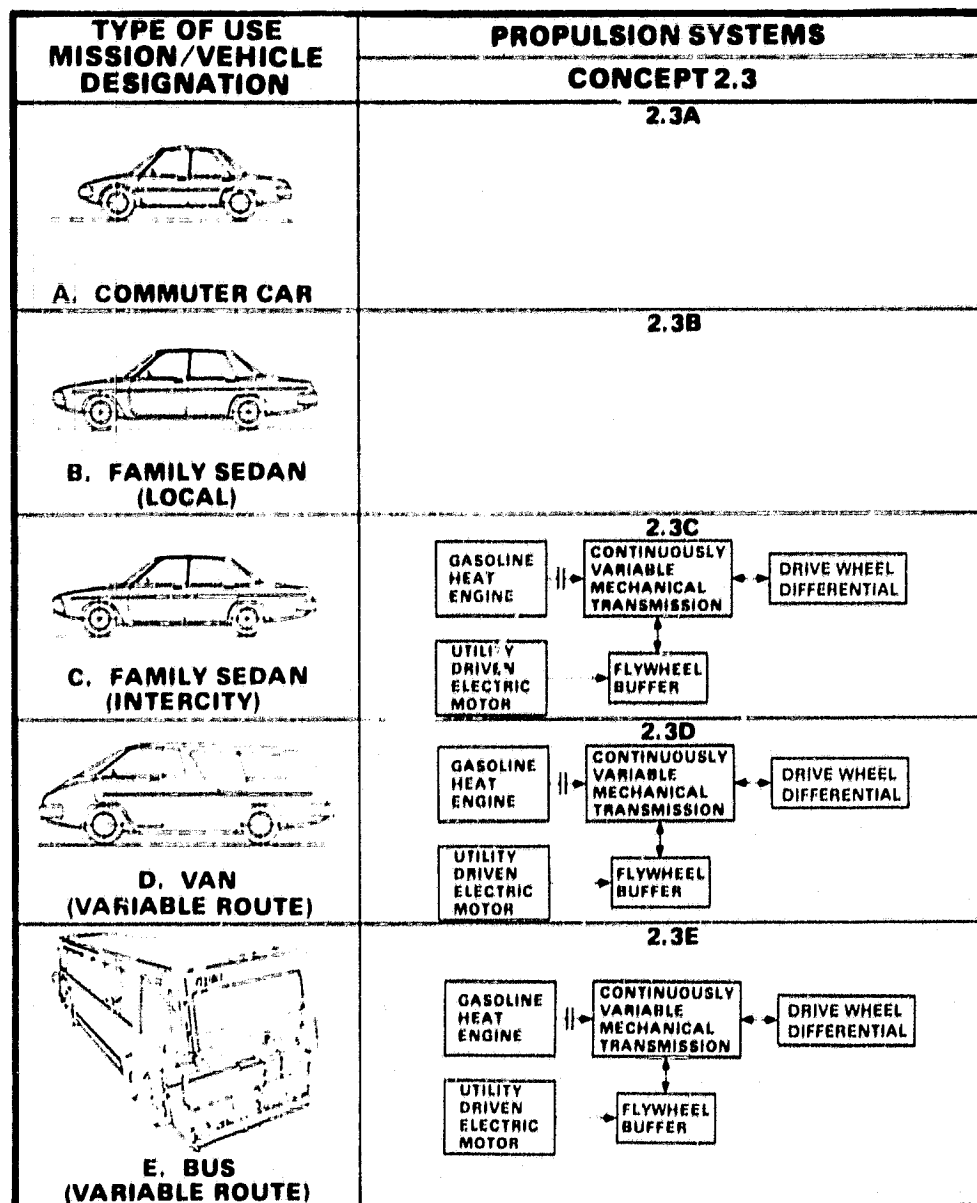 TYPE OF USE
MISSION/VEHICLE
DESIGNATION
PROPULSION SYSTEMS
CONCEPT 2.3
A. COMMUTER CAR
2.3A
B. FAMILY SEDAN
(LOCAL)
2.3B
C. FAMILY SEDAN
(INTERCITY)
2.3C
GASOLINE
HEAT
ENGINE
CONTINUOUSLY
VARIABLE
MECHANICAL
TRANSMISSION
DRIVE WHEEL
DIFFERENTIAL
UTILITY
DRIVEN
ELECTRIC
MOTOR
FLYWHEEL
BUFFER
D. VAN
(VARIABLE ROUTE)
2.3D
GASOLINE
HEAT
ENGINE
CONTINUOUSLY
VARIABLE
MECHANICAL
TRANSMISSION
DRIVE WHEEL
DIFFERENTIAL
UTILITY
DRIVEN
ELECTRIC
MOTOR
FLYWHEEL
BUFFER
E. BUS
(VARIABLE ROUTE)
2.3E
GASOLINE
HEAT
ENGINE
CONTINUOUSLY
VARIABLE
MECHANICAL
TRANSMISSION
DRIVE WHEEL
DIFFERENTIAL
UTILITY
DRIVEN
ELECTRIC
MOTOR
FLYWHEEL
BUFFER